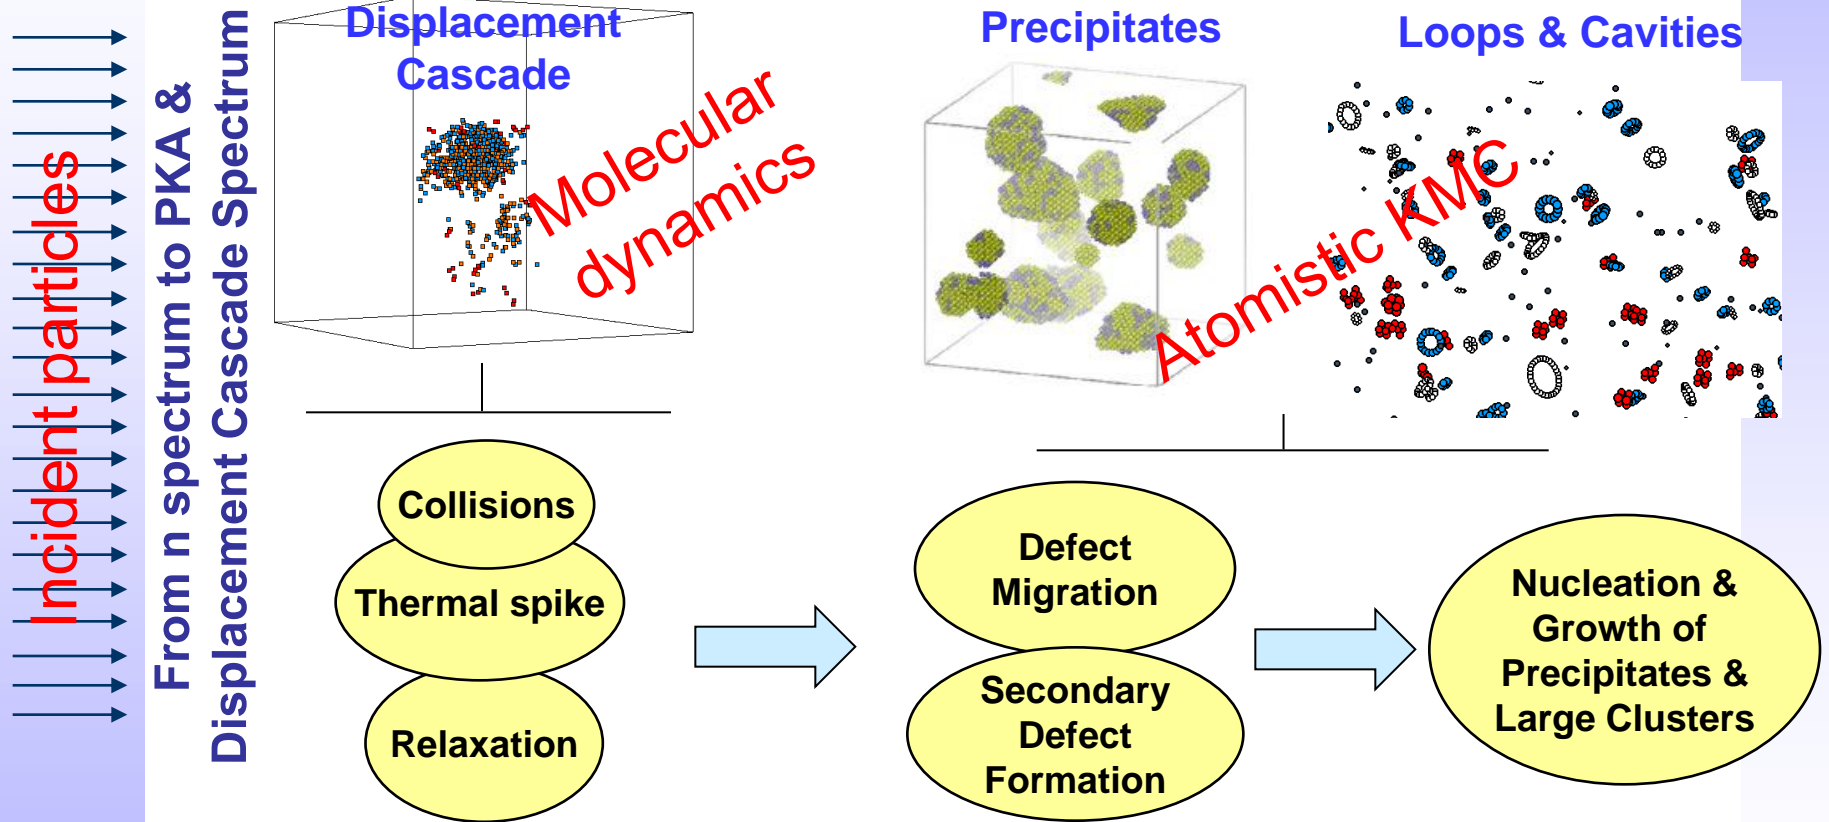 Incident particles
From n spectrum to PKA &
Displacement Cascade Spectrum
Displacement
Cascade
Molecular
dynamics
Precipitates
Loops & Cavities
Atomistic KMC
Collisions
Thermal spike
Relaxation
Defect
Migration
Secondary
Defect
Formation
Nucleation &
Growth of
Precipitates &
Large Clusters